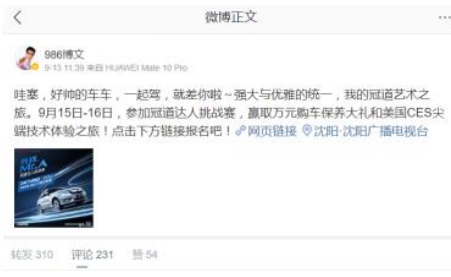 微博正文
986博文
9-13 11:39 来自 HUAWEI Mate 10 Pro
哇塞，好帅的车车，一起驾，就差你啦～强大与优雅的统一，我的冠道艺术之
旅。9月15日-16日，参加冠道达人挑战赛，赢取万元购车保养大礼和美国CES尖
端技术体验之旅！点击下方链接报名吧！网页链接 沈阳·沈阳广播电视台
转发 310 评论 231 赞 54